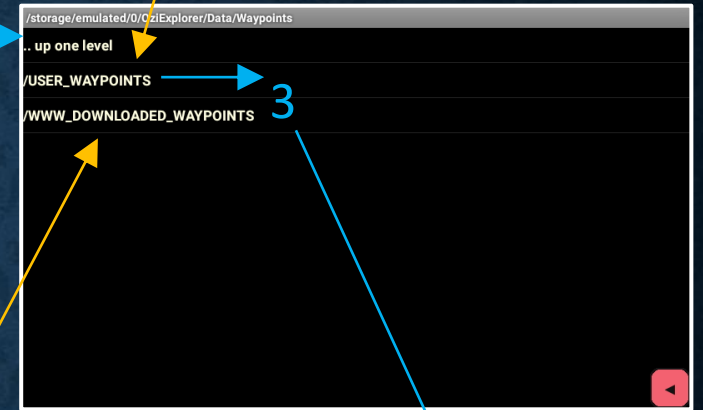 /storage/emulated/0/OziExplorer/Data/Waypoints
.. up one level
/USER_WAYPOINTS
3
/WWW_DOWNLOADED_WAYPOINTS